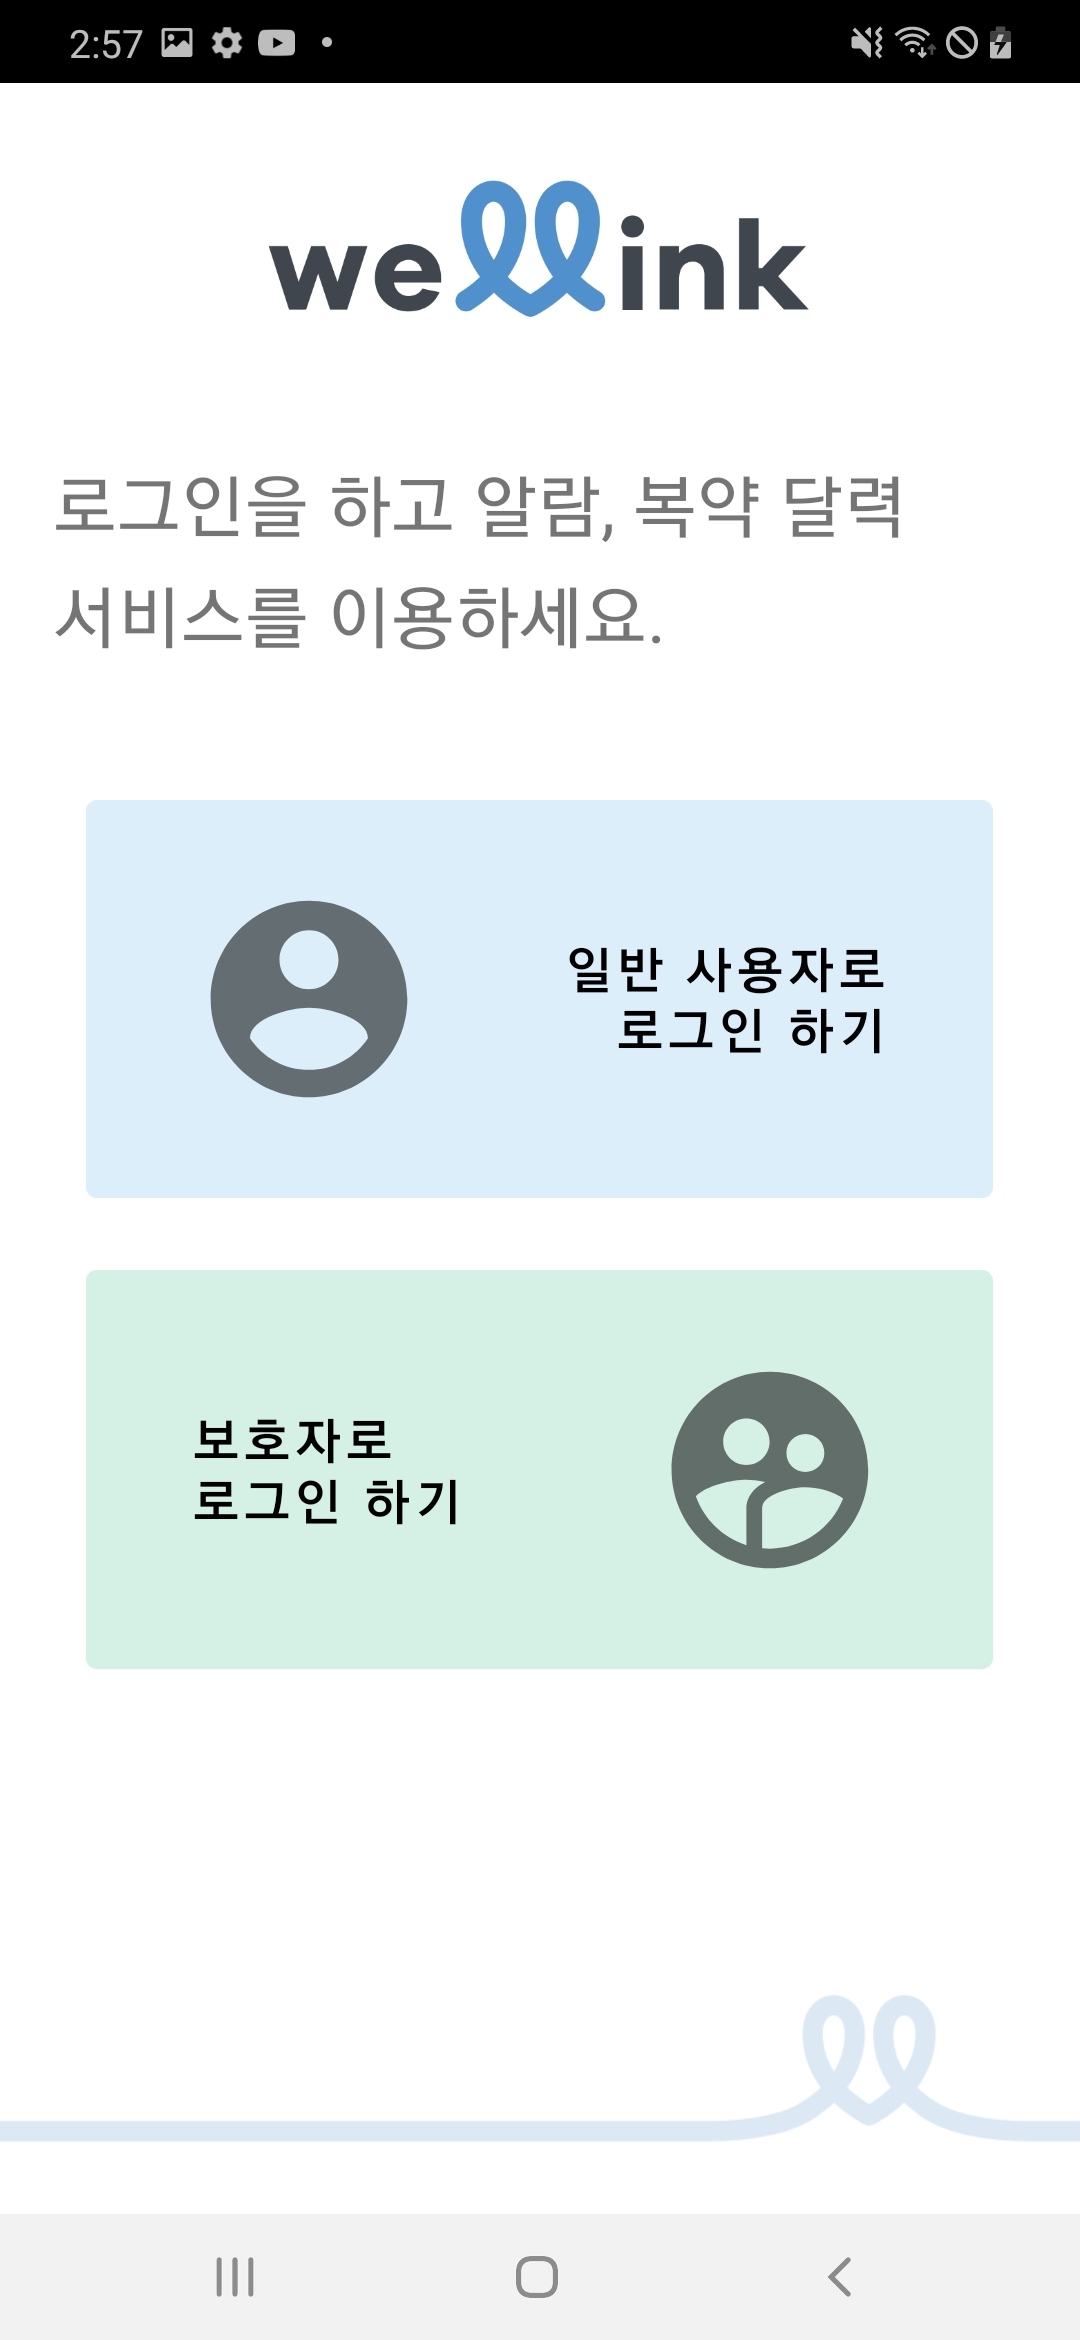 2:57
wellink
로그인을 하고 알람, 복약 달력
서비스를 이용하세요.
일반 사용자로
로그인 하기
보호자로
로그인 하기